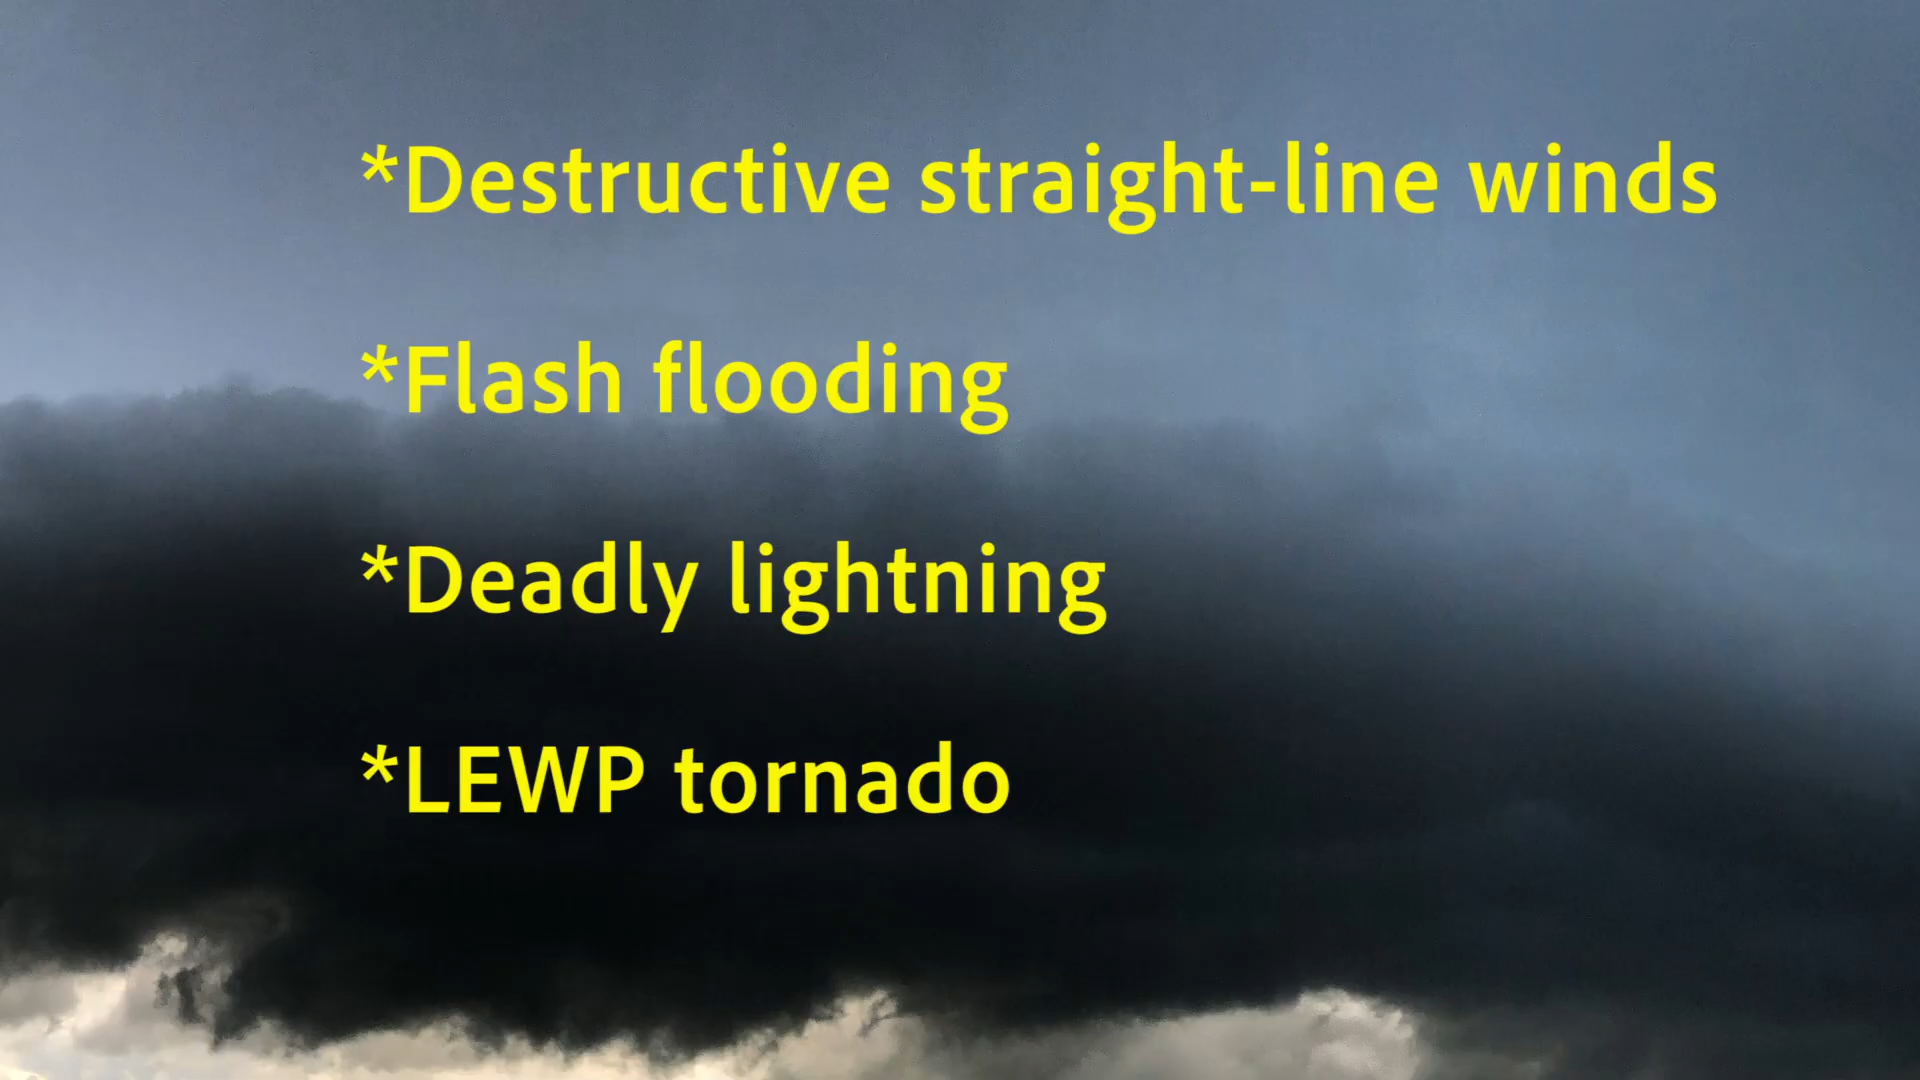 *Destructive straight-line winds
*Flash flooding
*Deadly lightning
*LEWP tornado